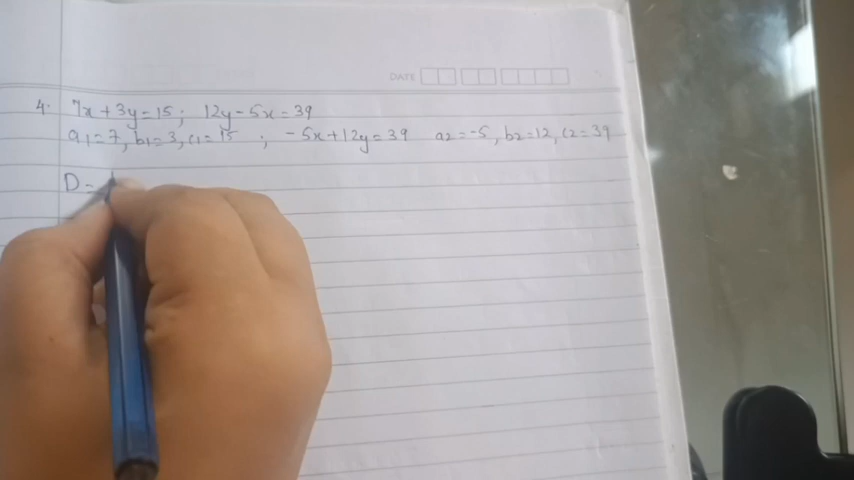 DATE
4. 7x + 3y = 15 ; 12y - 5x = 39
a1 = 7, b1 = 3, c1 = 15 ; -5x + 12y = 39 a2 = -5, b2 = 12, c2 = 39
D =